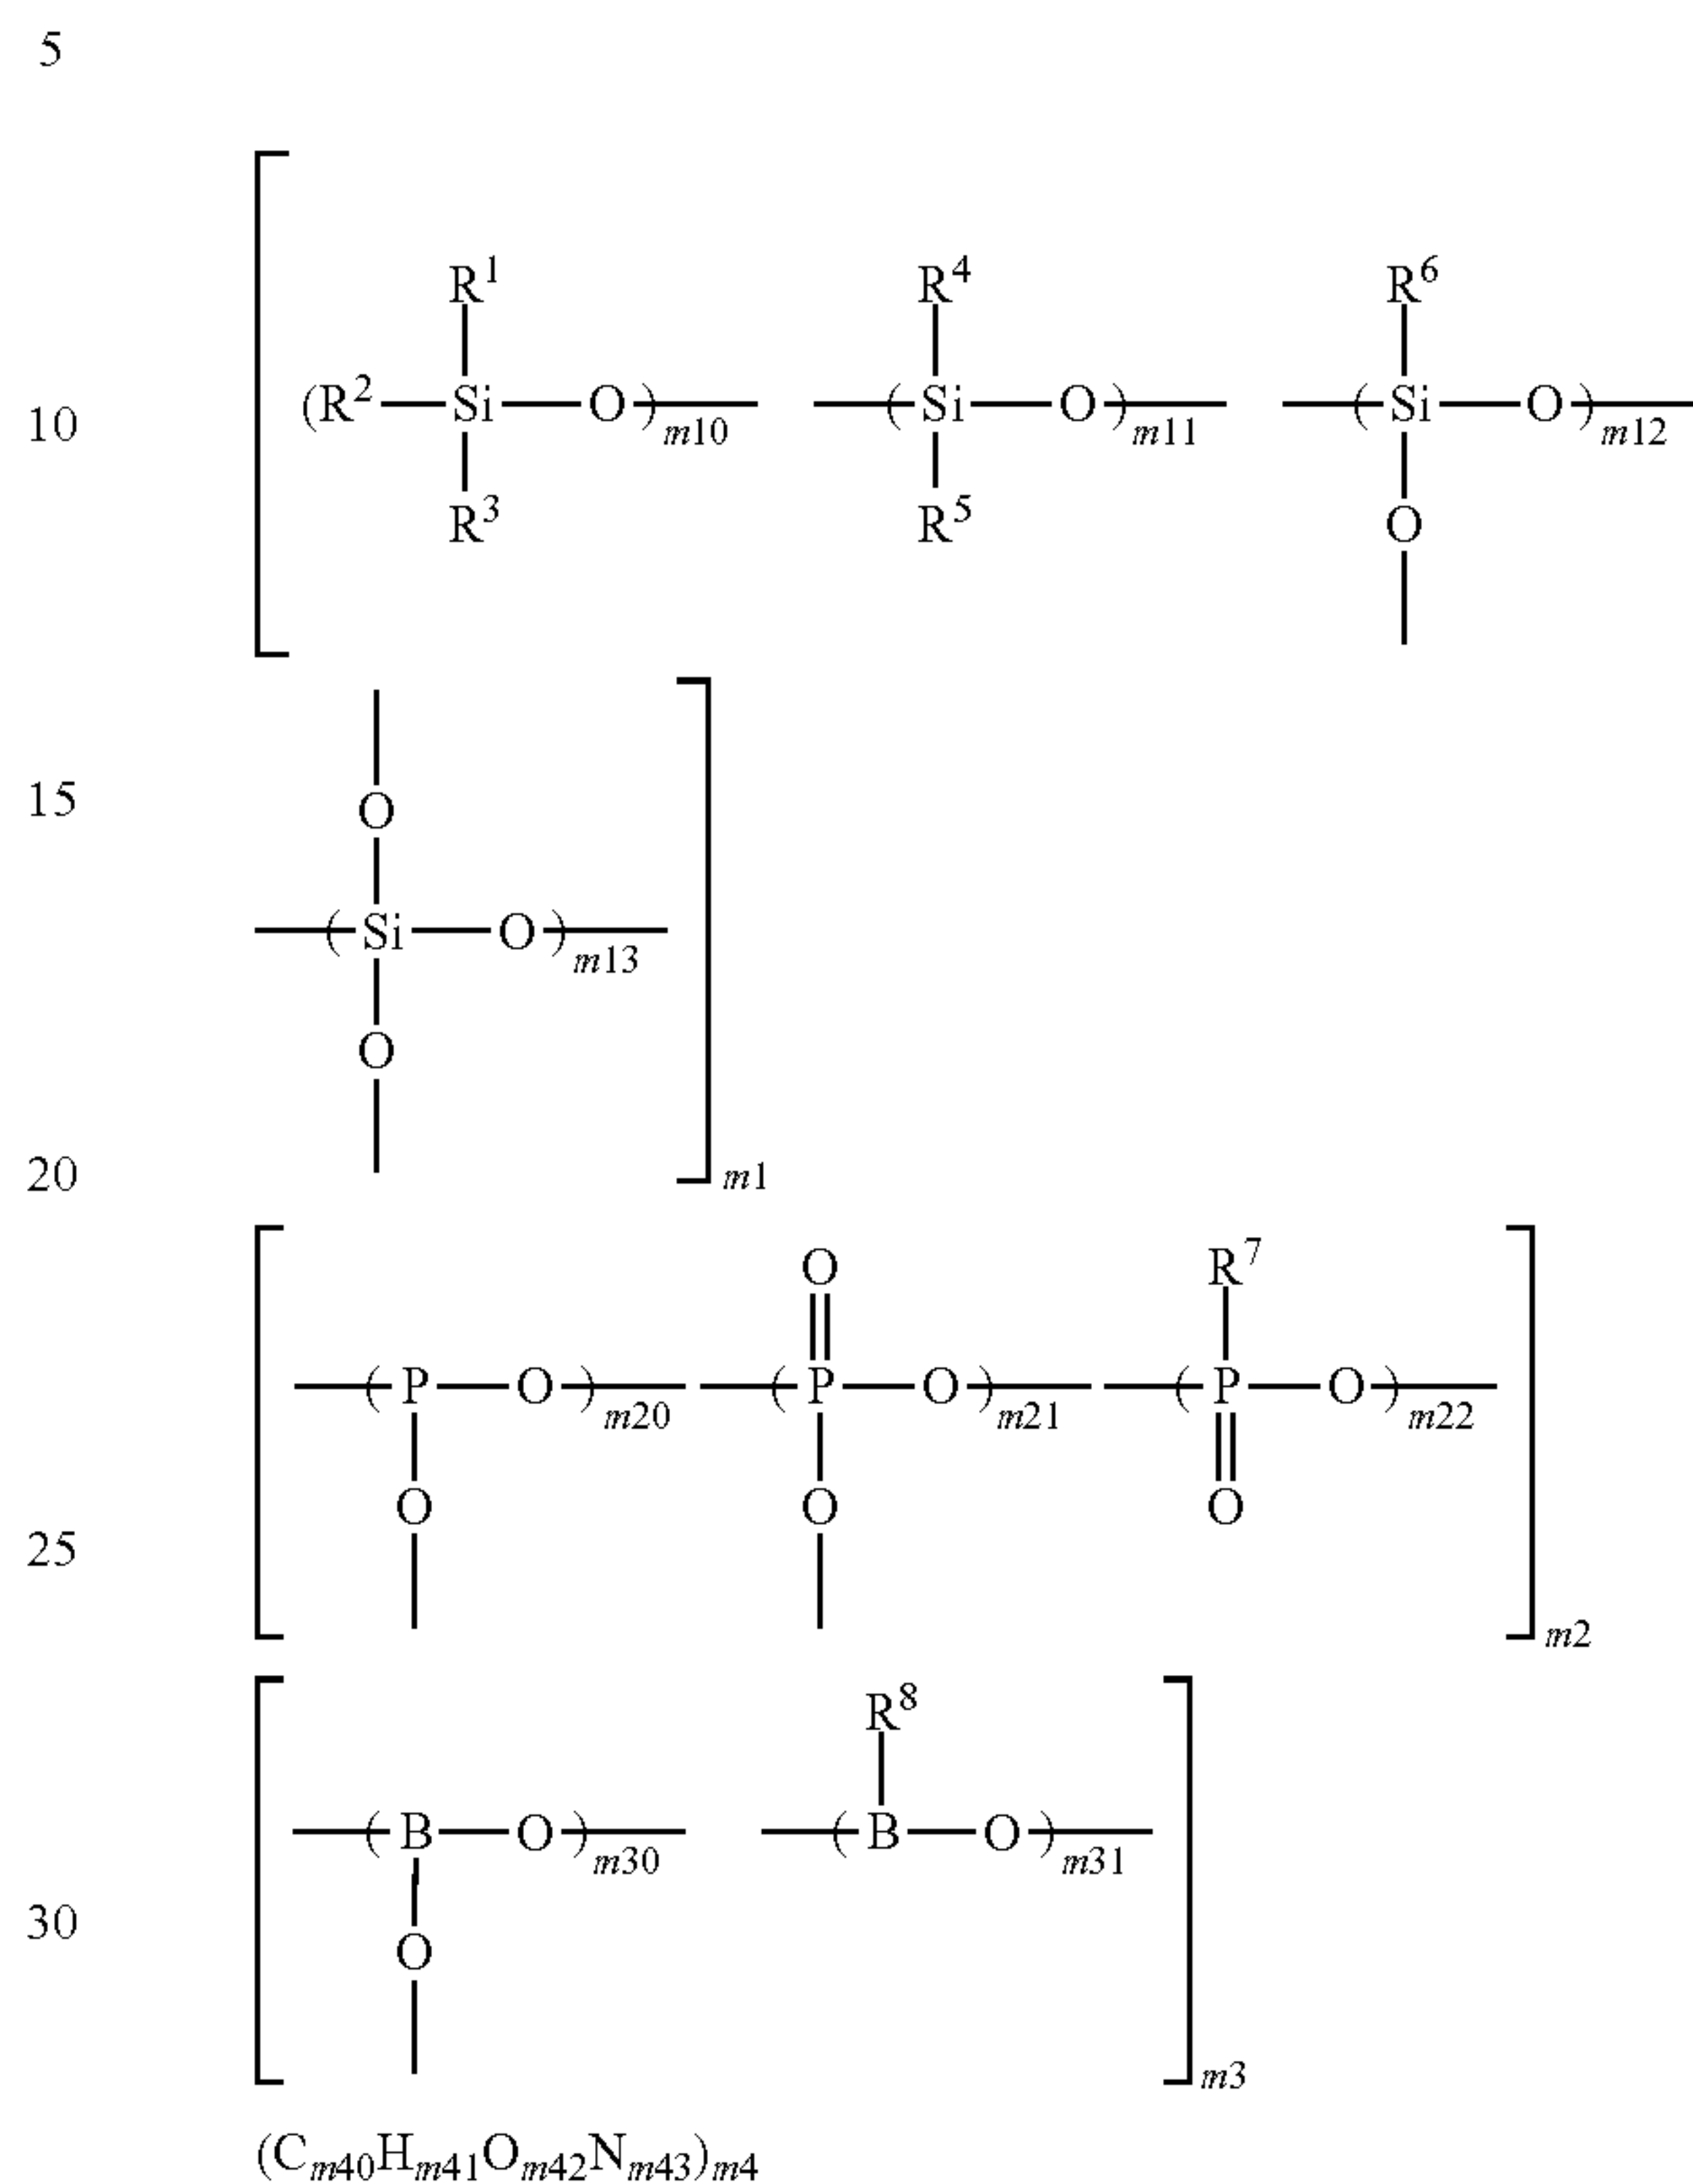 5
R¹ R⁴ R⁶
10 (R²—Si—O)m10 (Si—O)m11 (Si—O)m12
R³ R⁵ O
15 O
(Si—O)m13
O
20 ]m1
O R⁷
(P—O)m20 (P—O)m21 (P—O)m22
O O O
25
]m2
R⁸
(B—O)m30 (B—O)m31
30 O
]m3
(Cm40Hm41Om42Nm43)m4